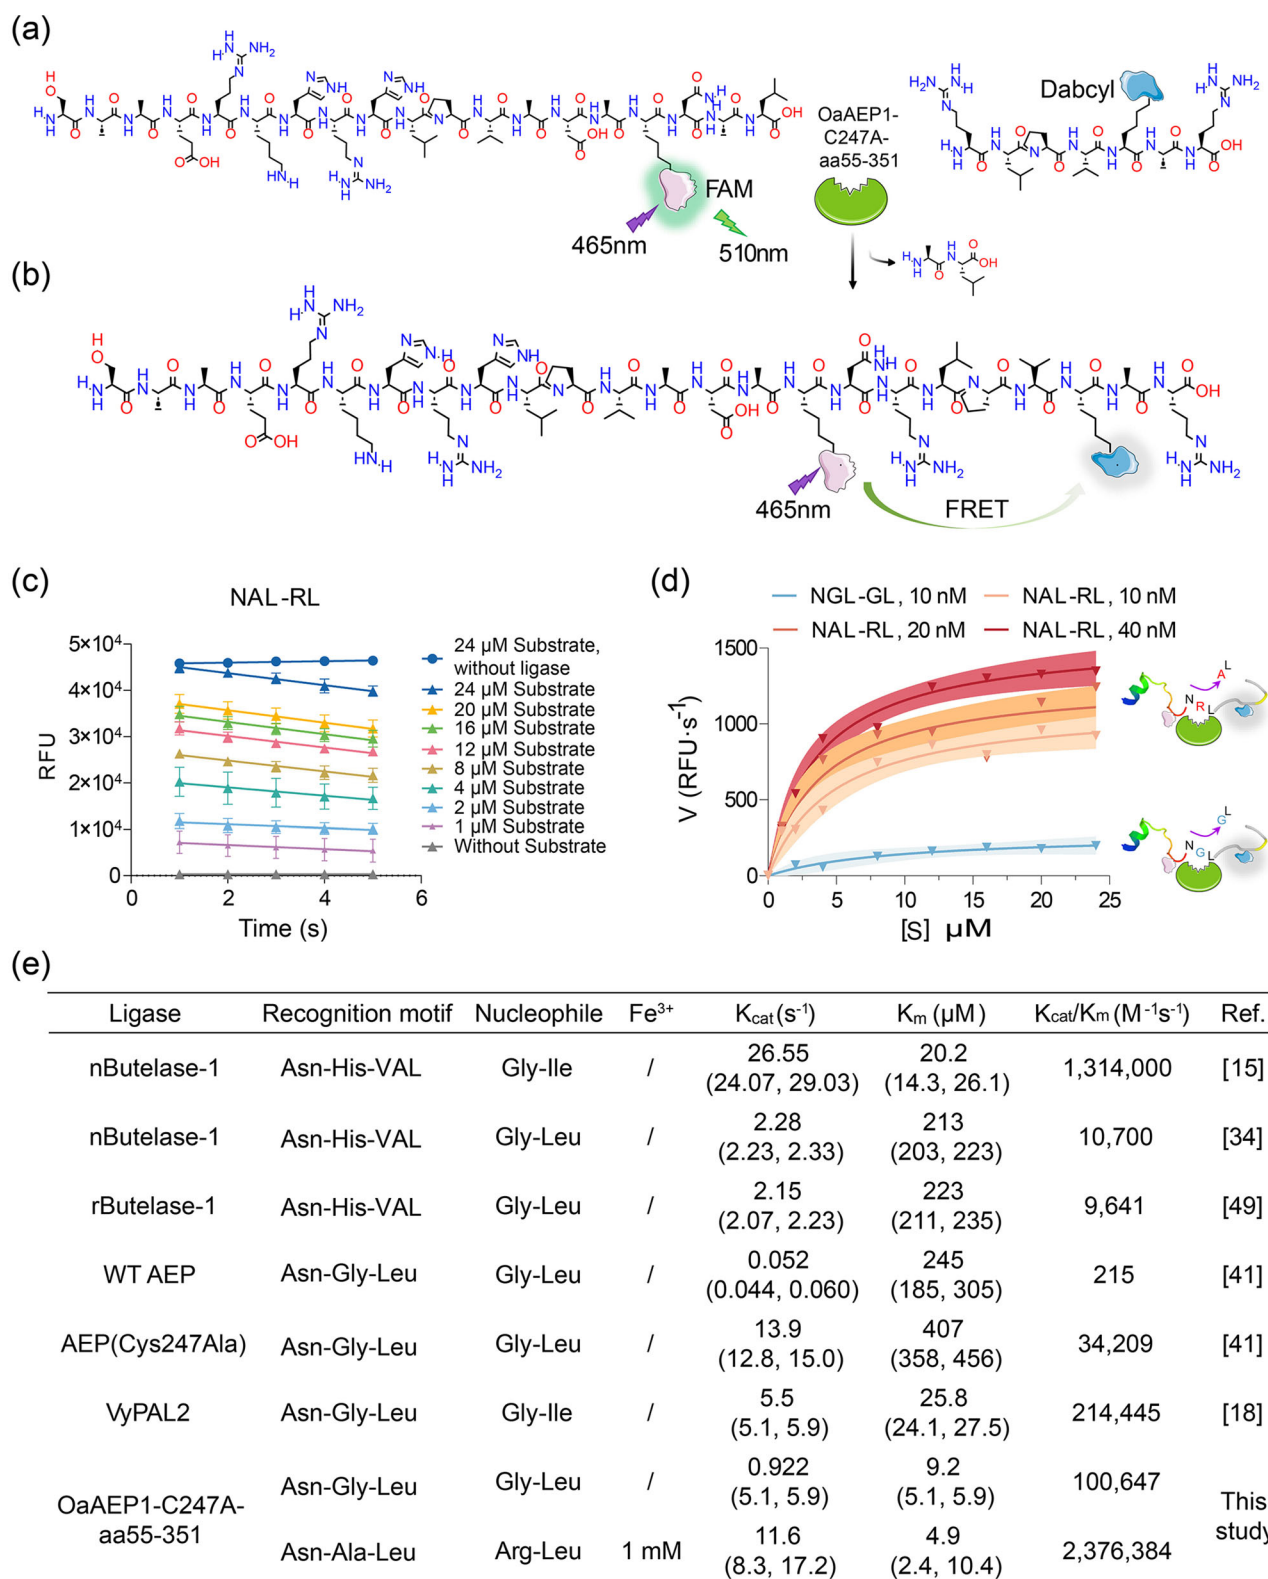 (a)
Dabcyl
OaAEP1-
C247A-
aa55-351
FAM
465nm
510nm
(b)
465nm
FRET
(c)
NAL-RL
RFU
5×10⁴
4×10⁴
3×10⁴
2×10⁴
1×10⁴
0
0 2 4 6
Time (s)
24 µM Substrate,
without ligase
24 µM Substrate
20 µM Substrate
16 µM Substrate
12 µM Substrate
8 µM Substrate
4 µM Substrate
2 µM Substrate
1 µM Substrate
Without Substrate
(d)
NGL-GL, 10 nM NAL-RL, 10 nM
NAL-RL, 20 nM NAL-RL, 40 nM
V (RFU·s⁻¹)
1500
1000
500
0
0 5 10 15 20 25
[S] µM
A L
N R L
G L
N G L
(e)
Ligase Recognition motif Nucleophile Fe³⁺ Kcat (s⁻¹) Km (µM) Kcat/Km (M⁻¹s⁻¹) Ref.
nButelase-1 Asn-His-VAL Gly-Ile / 26.55 20.2 1,314,000 [15]
(24.07, 29.03) (14.3, 26.1)
nButelase-1 Asn-His-VAL Gly-Leu / 2.28 213 10,700 [34]
(2.23, 2.33) (203, 223)
rButelase-1 Asn-His-VAL Gly-Leu / 2.15 223 9,641 [49]
(2.07, 2.23) (211, 235)
WT AEP Asn-Gly-Leu Gly-Leu / 0.052 245 215 [41]
(0.044, 0.060) (185, 305)
AEP(Cys247Ala) Asn-Gly-Leu Gly-Leu / 13.9 407 34,209 [41]
(12.8, 15.0) (358, 456)
VyPAL2 Asn-Gly-Leu Gly-Ile / 5.5 25.8 214,445 [18]
(5.1, 5.9) (24.1, 27.5)
OaAEP1-C247A-
aa55-351
Asn-Gly-Leu Gly-Leu / 0.922 9.2 100,647
(5.1, 5.9) (5.1, 5.9)
Asn-Ala-Leu Arg-Leu 1 mM 11.6 4.9 2,376,384
(8.3, 17.2) (2.4, 10.4)
This
study